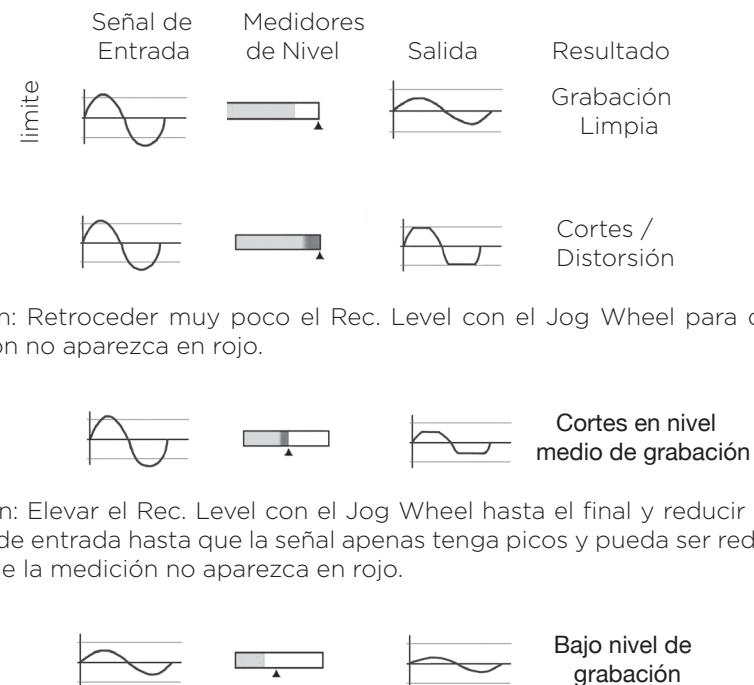 Señal de Entrada
Medidores de Nivel
Salida
Resultado
limite
Grabación Limpia
Cortes / Distorsión
n: Retroceder muy poco el Rec. Level con el Jog Wheel para
ón no aparezca en rojo.
Cortes en nivel
medio de grabación
n: Elevar el Rec. Level con el Jog Wheel hasta el final y reducir
de entrada hasta que la señal apenas tenga picos y pueda ser
e la medición no aparezca en rojo.
Bajo nivel de
grabación